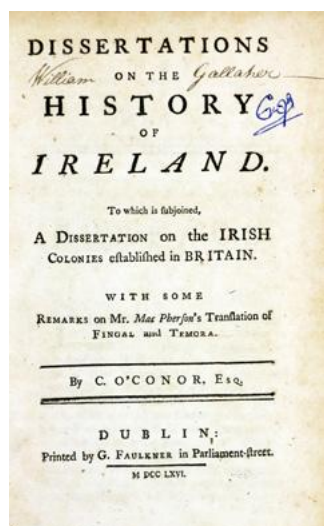 DISSERTATIONS
William ON THE Gallaher
HISTORY
OF
IRELAND.
To which is ſubjoined,
A DISSERTATION on the IRISH
COLONIES eſtabliſhed in BRITAIN.
WITH SOME
REMARKS on Mr. Mac Pherſon's Tranſlation of
FINGAL and TEMORA.
By C. O'CONOR, ESQ;
DUBLIN:
Printed by G. FAULKNER in Parliament-ſtreet.
M DCC LXVI.